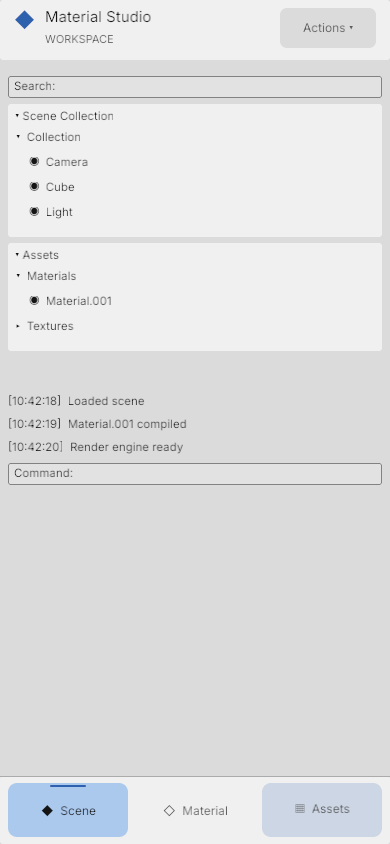 Material Studio
WORKSPACE
Actions
Search:
Scene Collection
Collection
Camera
Cube
Light
Assets
Materials
Material.001
Textures
[10:42:18] Loaded scene
[10:42:19] Material.001 compiled
[10:42:20] Render engine ready
Command:
Scene
Material
Assets